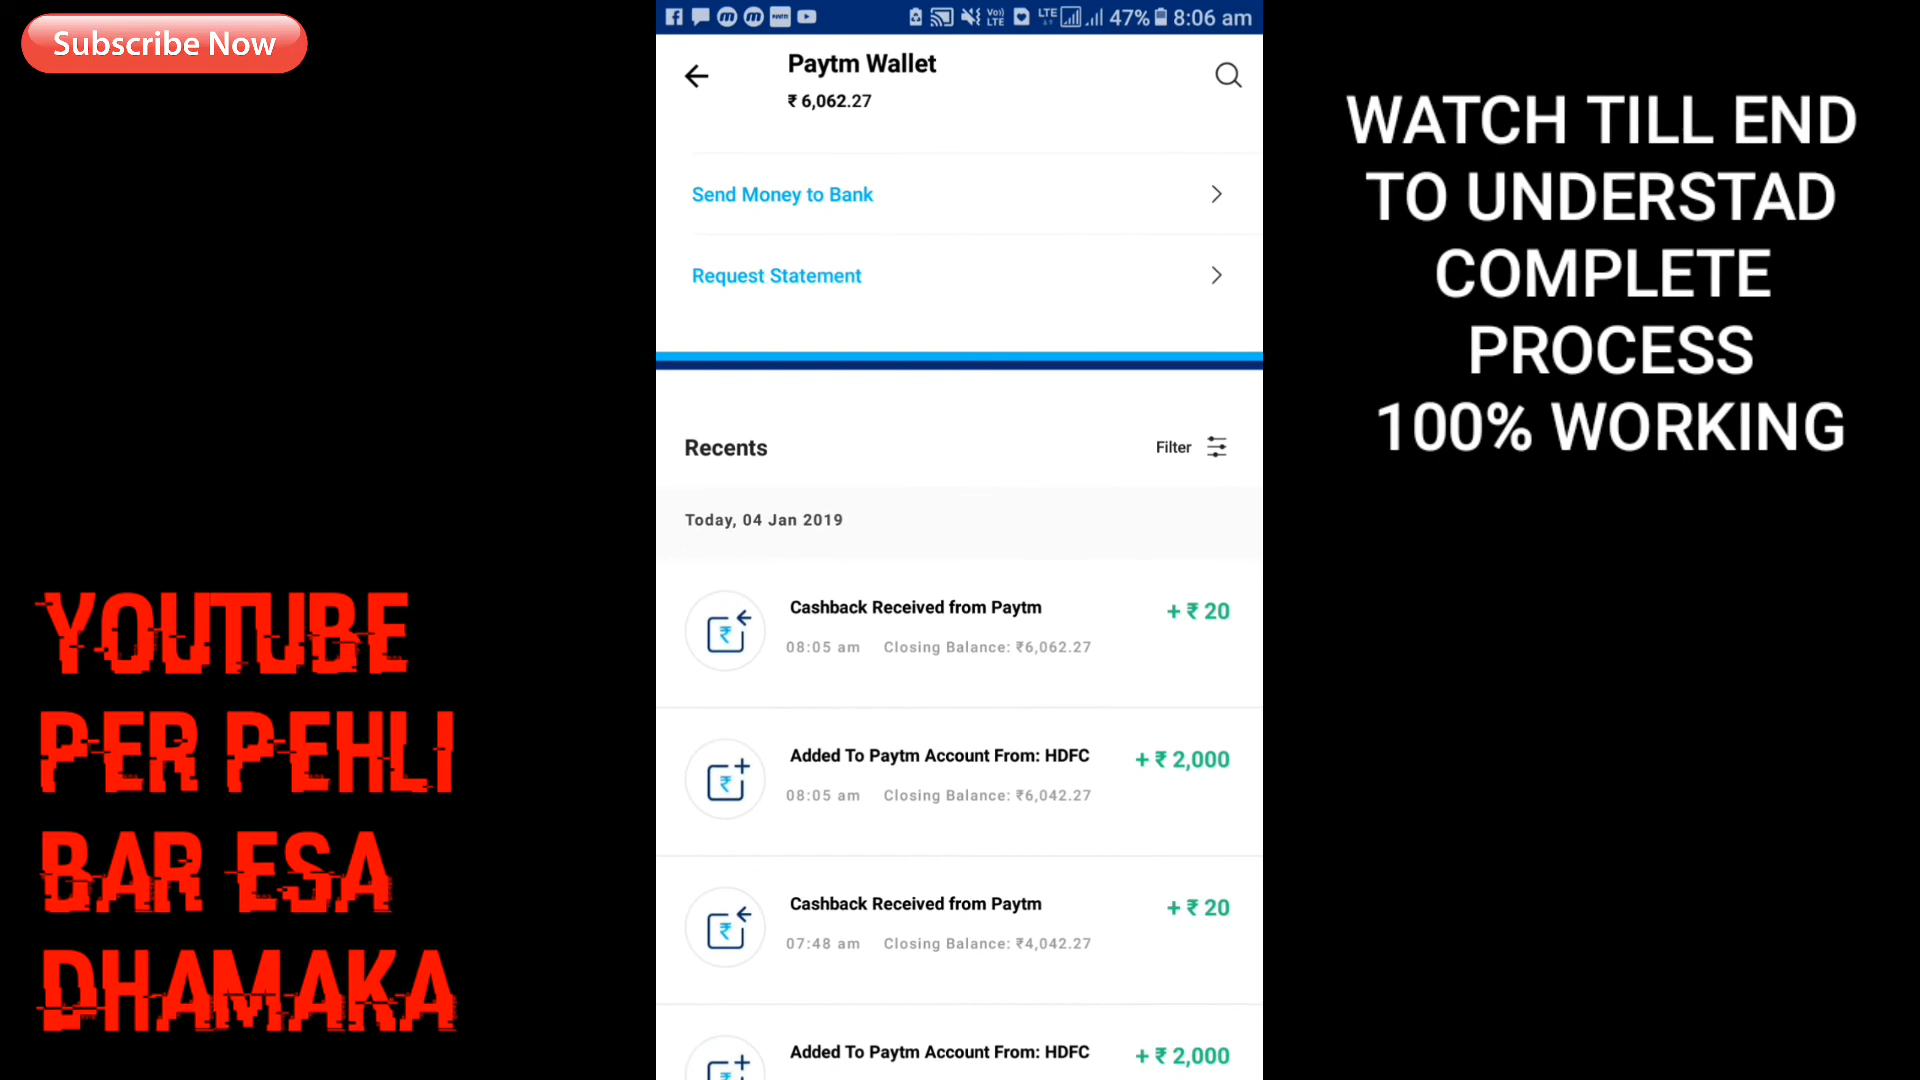 Subscribe Now
47% 8:06 am
Paytm Wallet
₹ 6,062.27
Send Money to Bank
Request Statement
Recents
Filter
Today, 04 Jan 2019
Cashback Received from Paytm
+ ₹ 20
08:05 am Closing Balance: ₹6,062.27
Added To Paytm Account From: HDFC
+ ₹ 2,000
08:05 am Closing Balance: ₹6,042.27
Cashback Received from Paytm
+ ₹ 20
07:48 am Closing Balance: ₹4,042.27
Added To Paytm Account From: HDFC
+ ₹ 2,000
WATCH TILL END
TO UNDERSTAD
COMPLETE
PROCESS
100% WORKING
YOUTUBE
PER PEHLI
BAR ESA
DHAMAKA